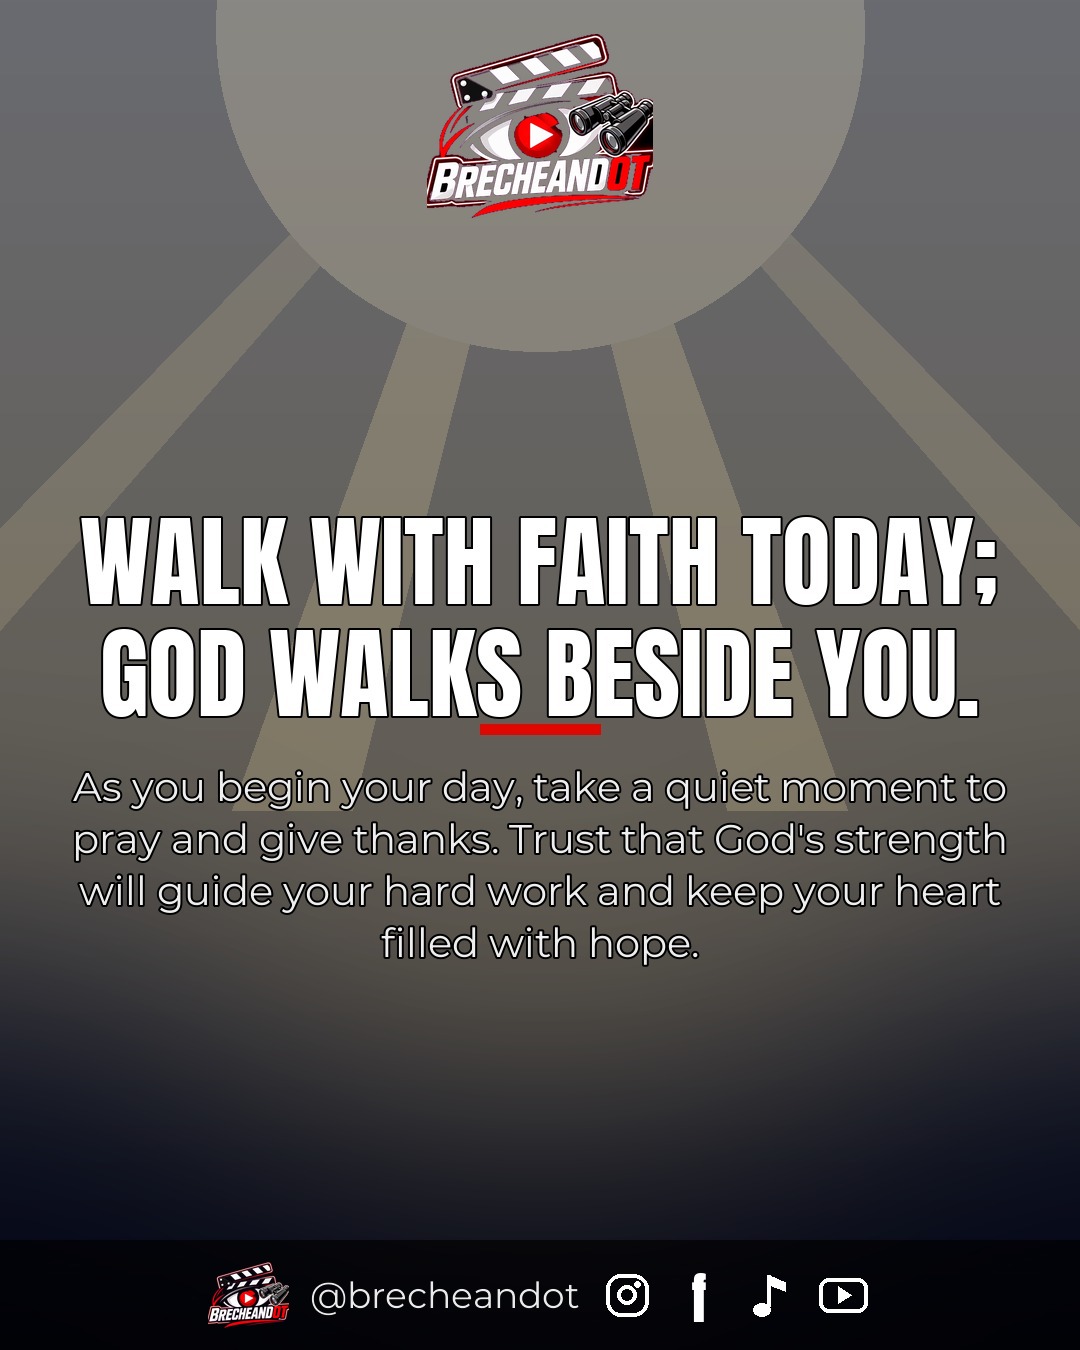 BRECHEANDOT
WALK WITH FAITH TODAY;
GOD WALKS BESIDE YOU.
As you begin your day, take a quiet moment to
pray and give thanks. Trust that God's strength
will guide your hard work and keep your heart
filled with hope.
BRECHEANDOT
@brecheandot